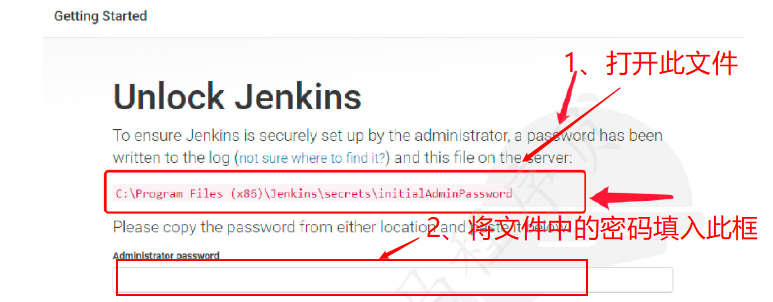 Getting Started
1、打开此文件
Unlock Jenkins
To ensure Jenkins is securely set up by the administrator, a password has been
written to the log (not sure where to find it?) and this file on the server:
C:\Program Files (x86)\Jenkins\secrets\initialAdminPassword
Please copy the password from either location and paste it below.
2、将文件中的密码填入此框
Administrator password